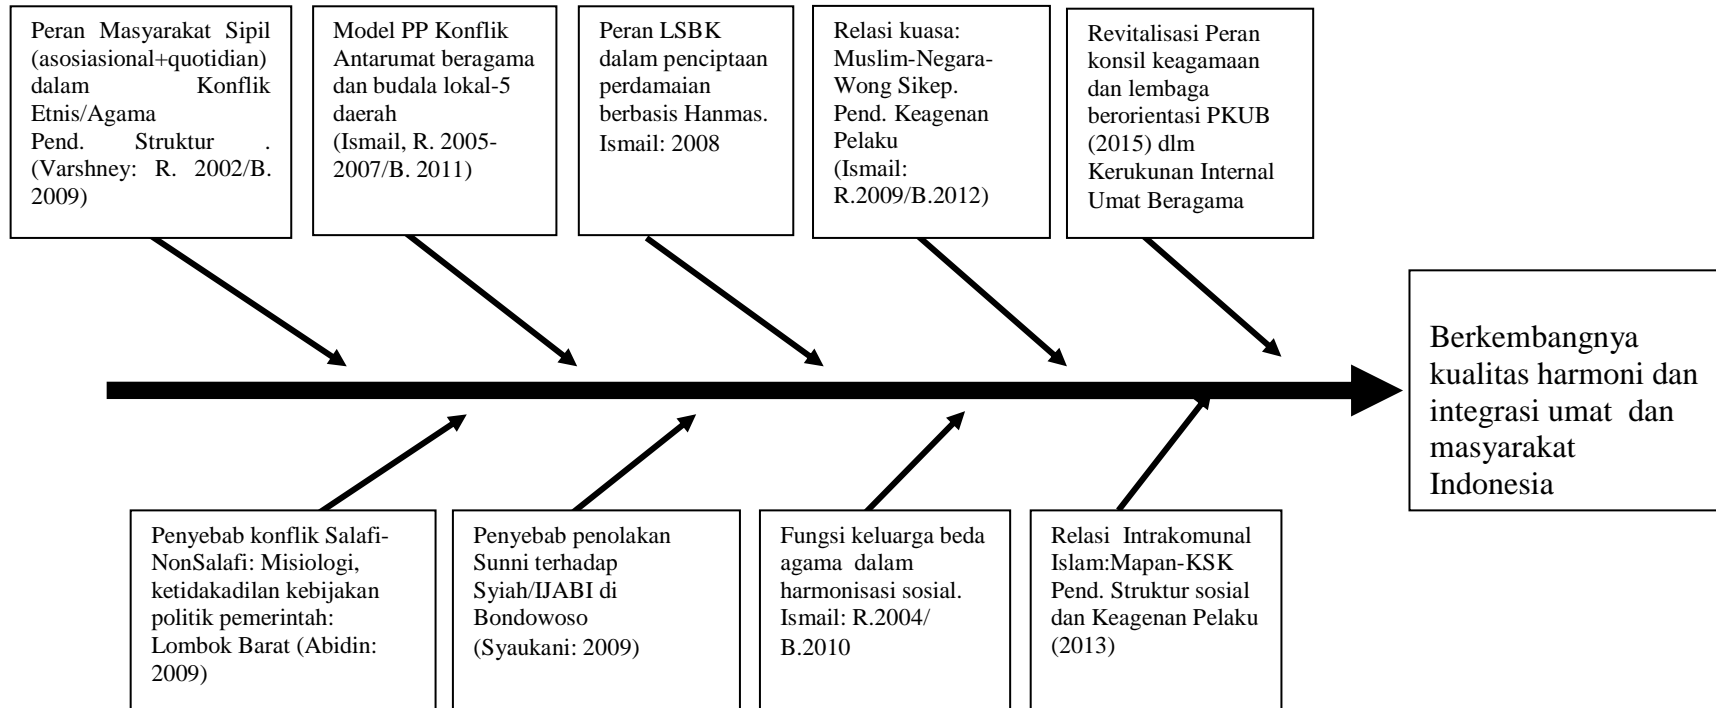 Peran Masyarakat Sipil
(asosiasional+quotidian)
dalam Konflik
Etnis/Agama
Pend. Struktur .
(Varshney: R. 2002/B.
2009)
Model PP Konflik
Antarumat beragama
dan budala lokal-5
daerah
(Ismail, R. 2005-
2007/B. 2011)
Peran LSBK
dalam penciptaan
perdamaian
berbasis Hanmas.
Ismail: 2008
Relasi kuasa:
Muslim-Negara-
Wong Sikep.
Pend. Keagenan
Pelaku
(Ismail:
R.2009/B.2012)
Revitalisasi Peran
konsil keagamaan
dan lembaga
berorientasi PKUB
(2015) dlm
Kerukunan Internal
Umat Beragama
Berkembangnya
kualitas harmoni dan
integrasi umat dan
masyarakat
Indonesia
Penyebab konflik Salafi-
NonSalafi: Misiologi,
ketidakadilan kebijakan
politik pemerintah:
Lombok Barat (Abidin:
2009)
Penyebab penolakan
Sunni terhadap
Syiah/IJABI di
Bondowoso
(Syaukani: 2009)
Fungsi keluarga beda
agama dalam
harmonisasi sosial.
Ismail: R.2004/
B.2010
Relasi Intrakomunal
Islam:Mapan-KSK
Pend. Struktur sosial
dan Keagenan Pelaku
(2013)